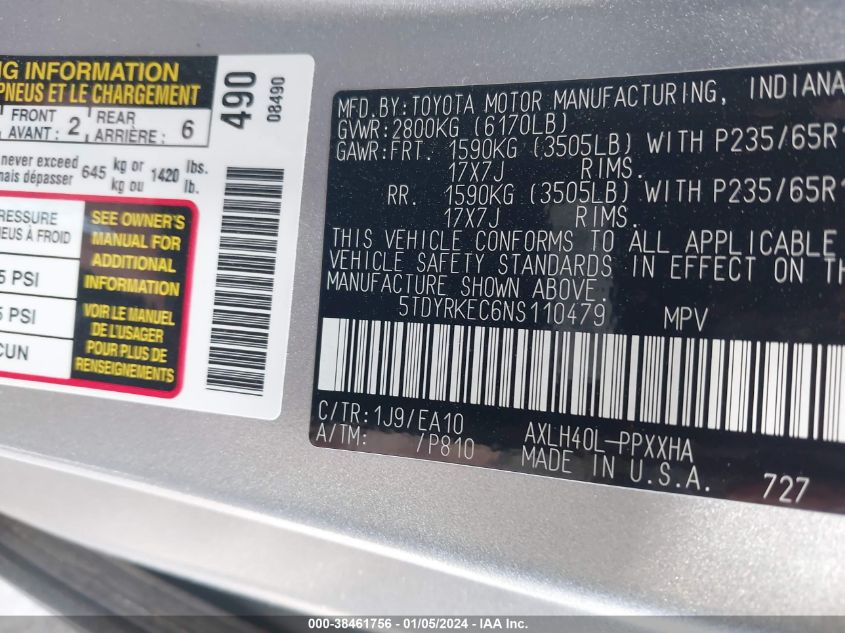 NG INFORMATION
PNEUS ET LE CHARGEMENT
FRONT
AVANT: 2
REAR
ARRIÈRE: 6
never exceed
mais dépasser
645 kg or
kg ou
1420 lbs.
lb.
RESSURE
NEUS À FROID
5 PSI
5 PSI
CUN
SEE OWNER'S
MANUAL FOR
ADDITIONAL
INFORMATION
VOIR LE MANUEL
DE L'USAGER
POUR PLUS DE
RENSEIGNEMENTS
490
08490
MFD. BY: TOYOTA MOTOR MANUFACTURING, INDIANA
GVWR: 2800KG (6170LB)
GAWR: FRT. 1590KG (3505LB) WITH P235/65R1
17X7J RIMS.
RR. 1590KG (3505LB) WITH P235/65R1
17X7J RIMS.
THIS VEHICLE CONFORMS TO ALL APPLICABLE
VEHICLE SAFETY STANDARDS IN EFFECT ON TH
MANUFACTURE SHOWN ABOVE.
5TDYRKEC6NS110479 MPV
C/TR: 1J9/EA10 AXLH40L-PPXXHA
A/TM: /P810 MADE IN U.S.A. 727
000-38461756 - 01/05/2024 - IAA Inc.